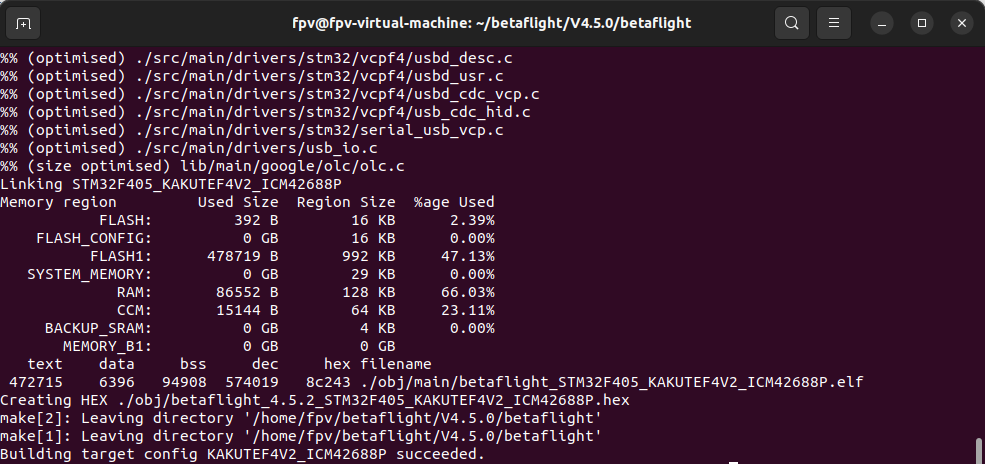 fpv@fpv-virtual-machine: ~/betaflight/V4.5.0/betaflight
%% (optimised) ./src/main/drivers/stm32/vcpf4/usbd_desc.c
%% (optimised) ./src/main/drivers/stm32/vcpf4/usbd_usr.c
%% (optimised) ./src/main/drivers/stm32/vcpf4/usbd_cdc_vcp.c
%% (optimised) ./src/main/drivers/stm32/vcpf4/usb_cdc_hid.c
%% (optimised) ./src/main/drivers/stm32/serial_usb_vcp.c
%% (optimised) ./src/main/drivers/usb_io.c
%% (size optimised) lib/main/google/olc/olc.c
Linking STM32F405_KAKUTEF4V2_ICM42688P
Memory region         Used Size  Region Size  %age Used
           FLASH:         392 B        16 KB      2.39%
    FLASH_CONFIG:          0 GB        16 KB      0.00%
          FLASH1:      478719 B       992 KB     47.13%
   SYSTEM_MEMORY:          0 GB        29 KB      0.00%
             RAM:       86552 B       128 KB     66.03%
             CCM:       15144 B        64 KB     23.11%
     BACKUP_SRAM:          0 GB         4 KB      0.00%
       MEMORY_B1:          0 GB         0 GB
   text    data     bss     dec     hex filename
 472715    6396   94908  574019   8c243 ./obj/main/betaflight_STM32F405_KAKUTEF4V2_ICM42688P.elf
Creating HEX ./obj/betaflight_4.5.2_STM32F405_KAKUTEF4V2_ICM42688P.hex
make[2]: Leaving directory '/home/fpv/betaflight/V4.5.0/betaflight'
make[1]: Leaving directory '/home/fpv/betaflight/V4.5.0/betaflight'
Building target config KAKUTEF4V2_ICM42688P succeeded.